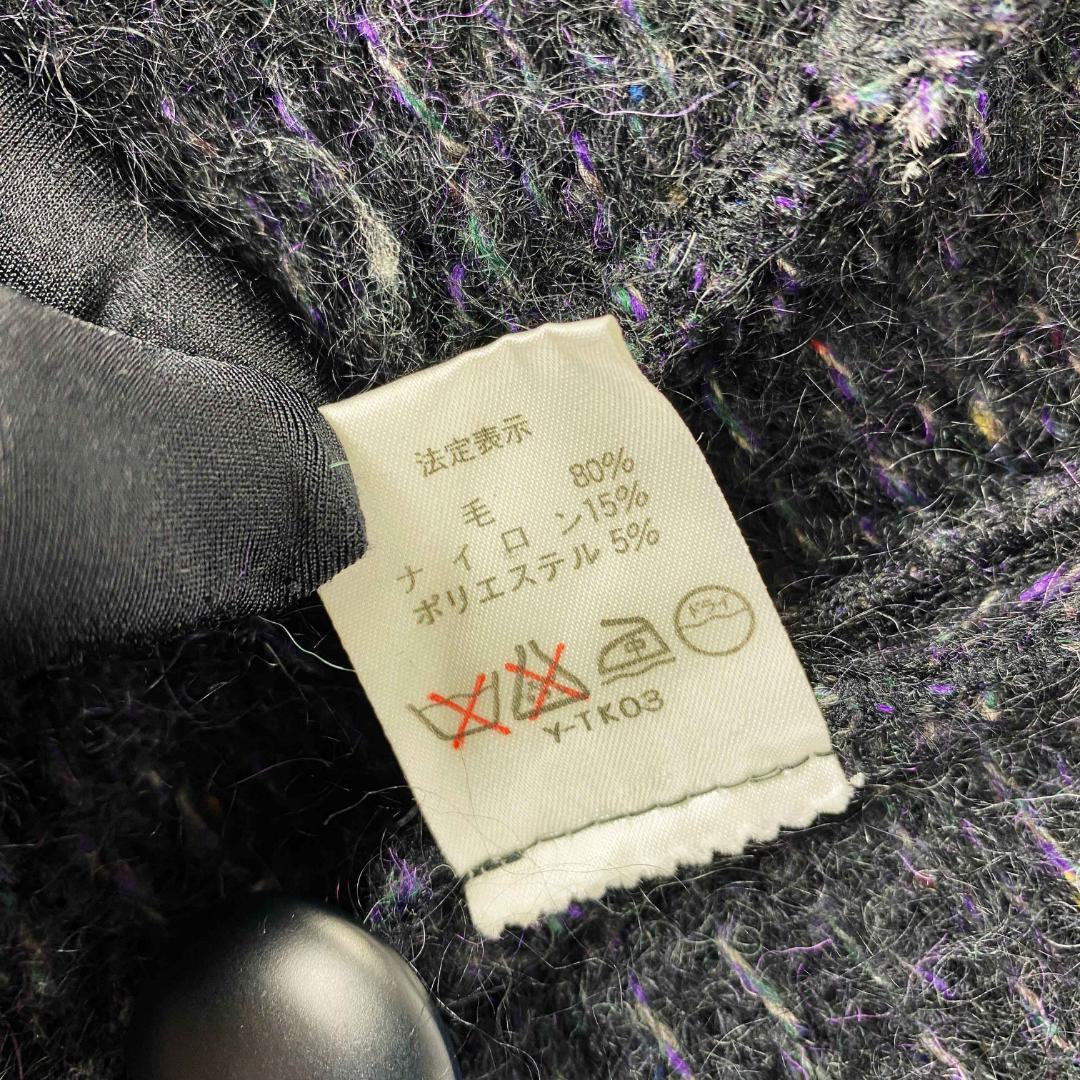 法定表示
毛 80%
ナイロン15%
ポリエステル 5%
中 ドライ
Y-TK03